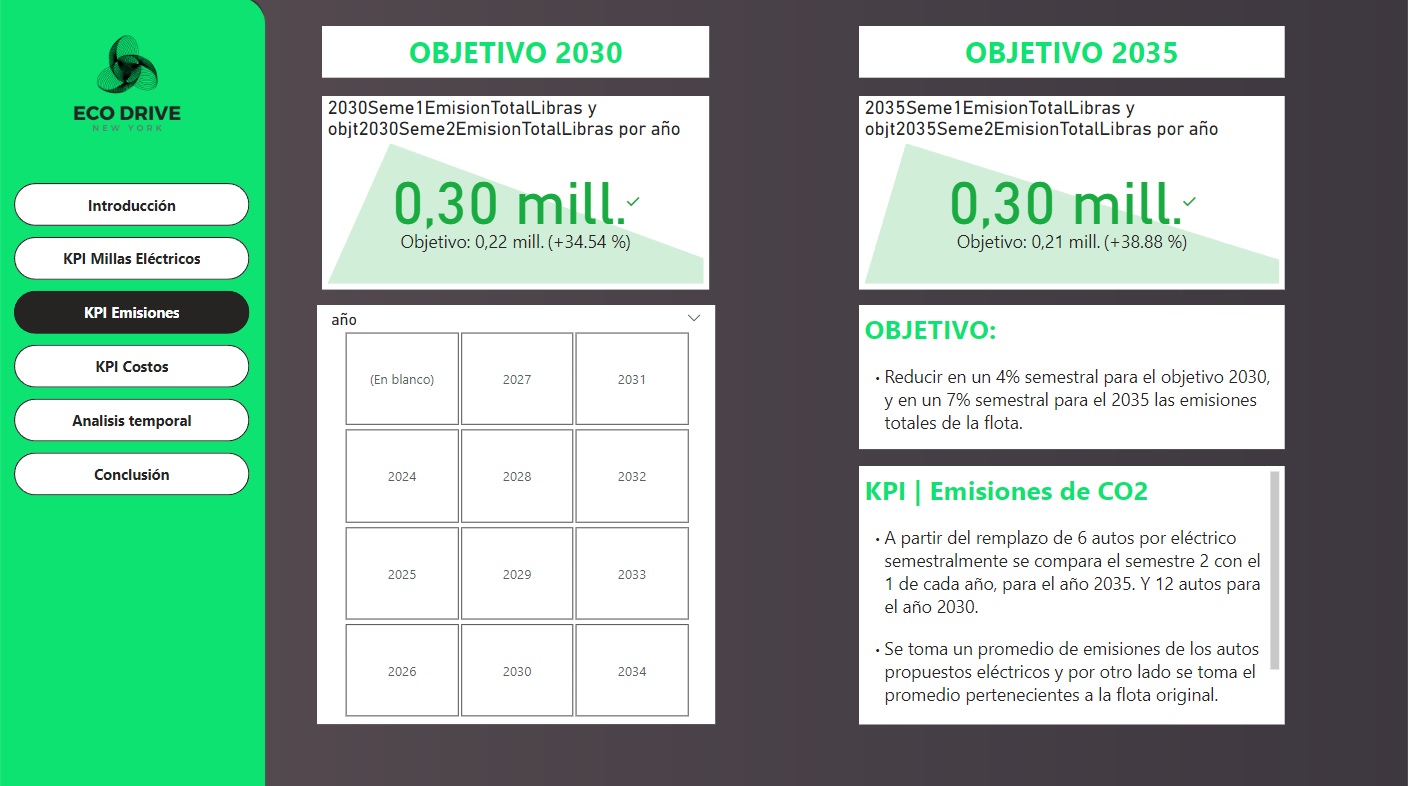 ECO DRIVE
NEW YORK
Introducción
KPI Millas Eléctricos
KPI Emisiones
KPI Costos
Analisis temporal
Conclusión
OBJETIVO 2030
2030Seme1EmisionTotalLibras y
objt2030Seme2EmisionTotalLibras por año
0,30 mill.
Objetivo: 0,22 mill. (+34.54 %)
año
(En blanco)
2027
2031
2024
2028
2032
2025
2029
2033
2026
2030
2034
OBJETIVO 2035
2035Seme1EmisionTotalLibras y
objt2035Seme2EmisionTotalLibras por año
0,30 mill.
Objetivo: 0,21 mill. (+38.88 %)
OBJETIVO:
• Reducir en un 4% semestral para el objetivo 2030,
y en un 7% semestral para el 2035 las emisiones
totales de la flota.
KPI | Emisiones de CO2
• A partir del remplazo de 6 autos por eléctrico
semestralmente se compara el semestre 2 con el
1 de cada año, para el año 2035. Y 12 autos para
el año 2030.
• Se toma un promedio de emisiones de los autos
propuestos eléctricos y por otro lado se toma el
promedio pertenecientes a la flota original.